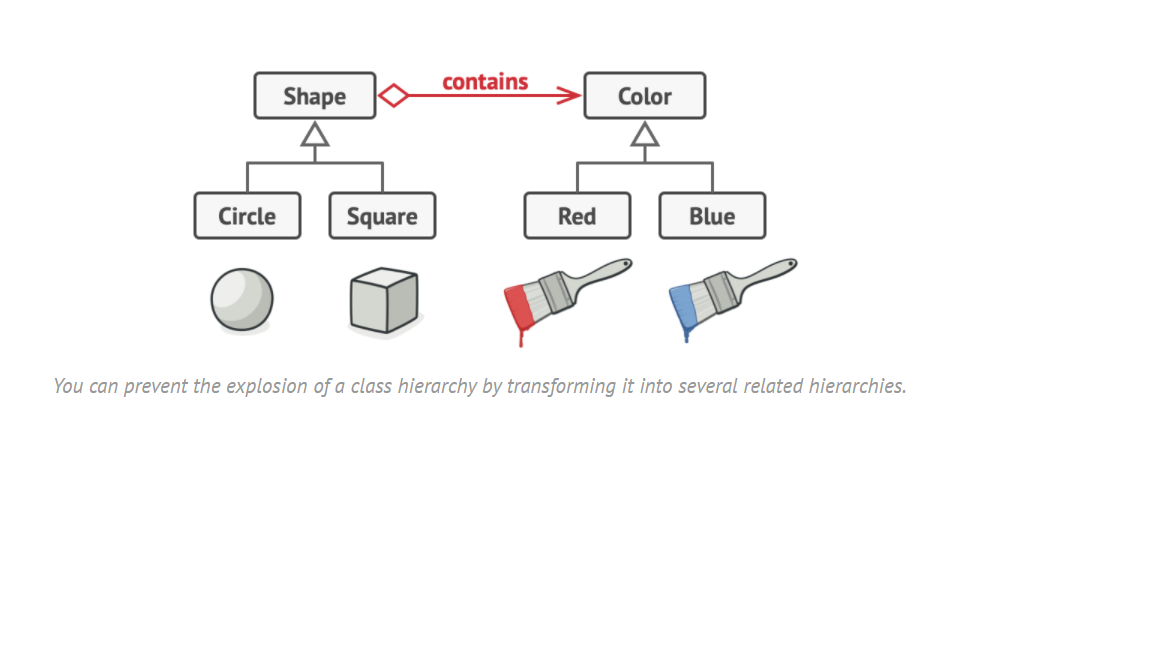 contains
Shape
Color
Circle
Square
Red
Blue
You can prevent the explosion of a class hierarchy by transforming it into several related hierarchies.